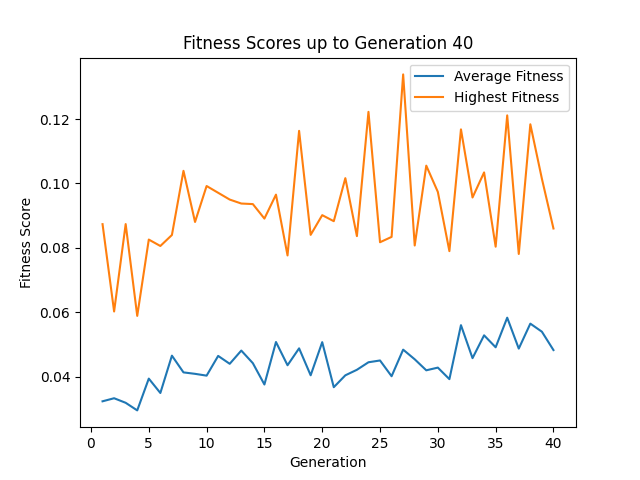 Fitness Scores up to Generation 40
Average Fitness
Highest Fitness
0.12
0.10
0.08
0.06
0.04
Fitness Score
0 5 10 15 20 25 30 35 40
Generation